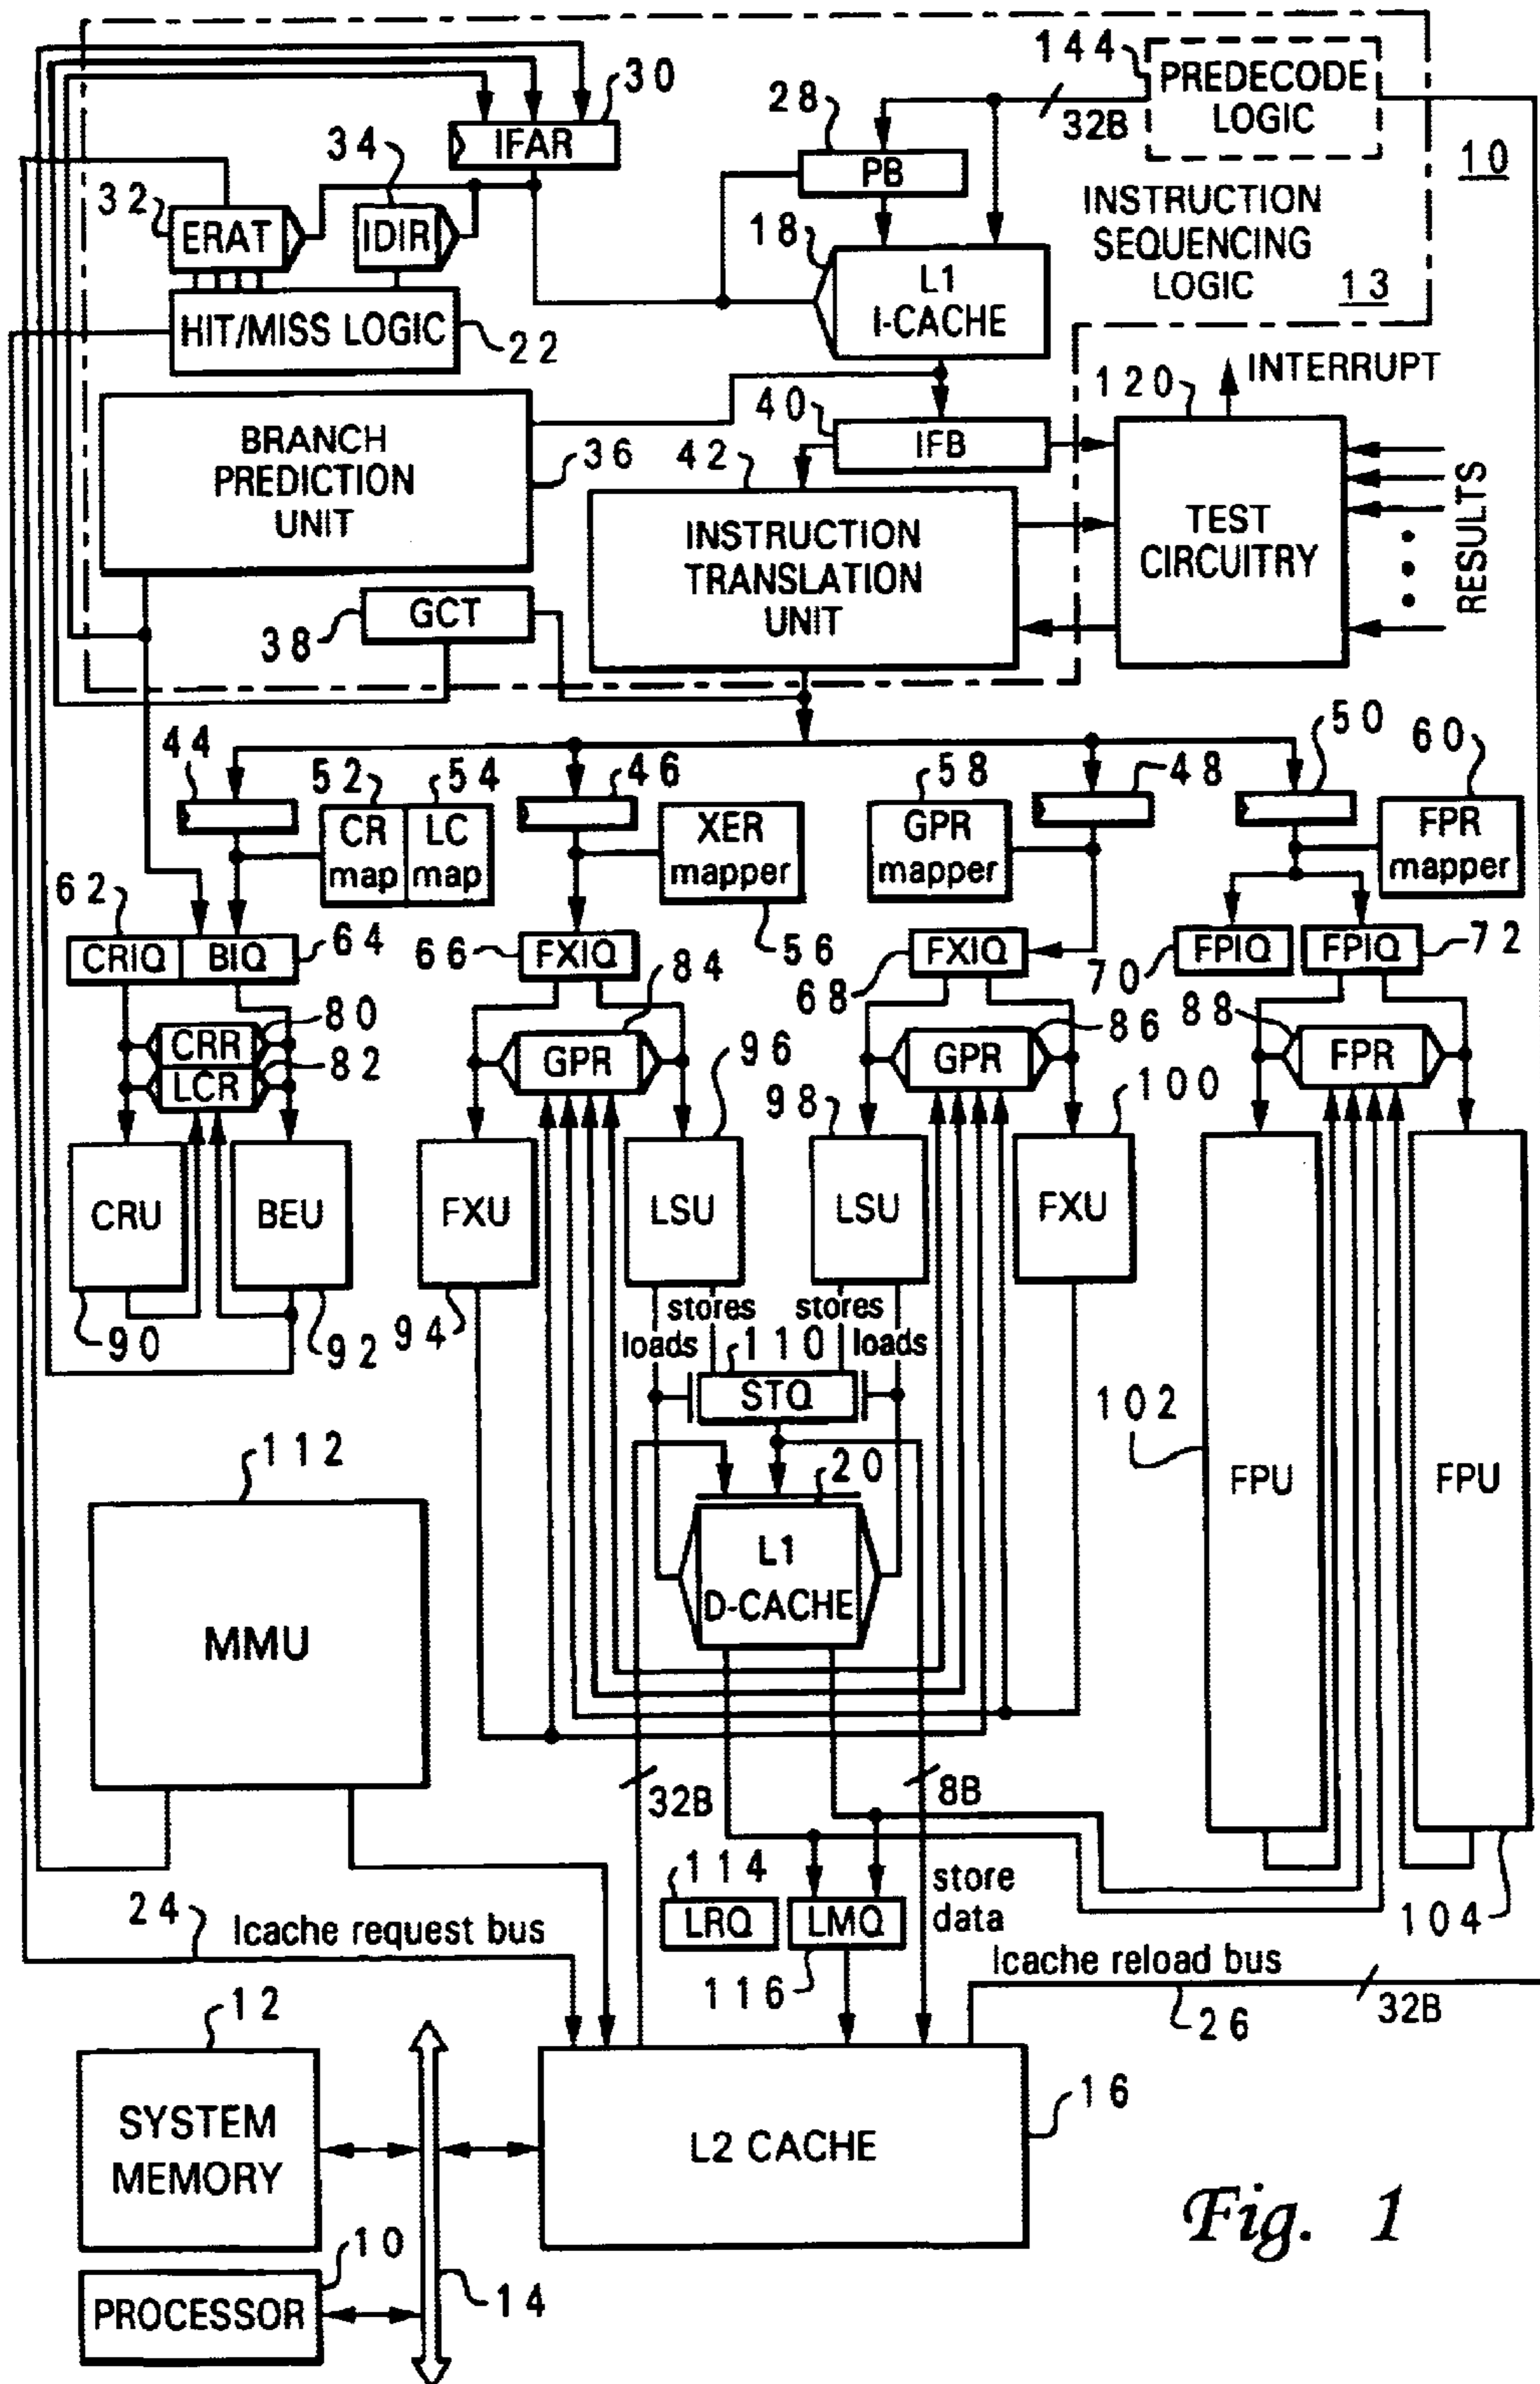 144
PREDECODE
LOGIC
30
28
32B
10
IFAR
34
PB
32
ERAT
IDIR
INSTRUCTION
SEQUENCING
LOGIC
13
18
L1
I-CACHE
HIT/MISS LOGIC
22
120
INTERRUPT
BRANCH
PREDICTION
UNIT
36
40
IFB
42
INSTRUCTION
TRANSLATION
UNIT
TEST
CIRCUITRY
RESULTS
GCT
38
44
52
54
46
58
48
50
60
CR
map
LC
map
XER
mapper
GPR
mapper
FPR
mapper
62
CRIQ
BIQ
64
66
FXIQ
56
84
68
FXIQ
70
FPIQ
FPIQ
72
80
CRR
LCR
82
GPR
96
98
GPR
86
88
FPR
100
CRU
BEU
FXU
LSU
LSU
FXU
90
92
94
stores
stores
loads
110
loads
STQ
102
FPU
FPU
112
20
L1
D-CACHE
MMU
32B
8B
114
LRQ
LMQ
store
data
104
24
Icache request bus
116
Icache reload bus
26
32B
12
SYSTEM
MEMORY
L2 CACHE
16
10
PROCESSOR
14
Fig. 1